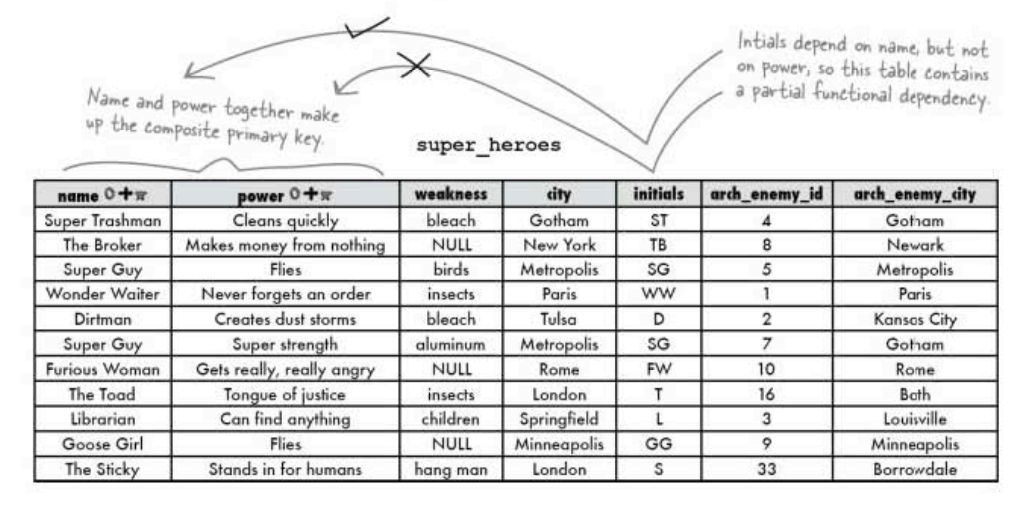 Intials depend on name, but not
on power, so this table contains
a partial functional dependency.
Name and power together make
up the composite primary key.
super_heroes
name power weakness city initials arch_enemy_id arch_enemy_city
Super Trashman Cleans quickly bleach Gotham ST 4 Gotham
The Broker Makes money from nothing NULL New York TB 8 Newark
Super Guy Flies birds Metropolis SG 5 Metropolis
Wonder Waiter Never forgets an order insects Paris WW 1 Paris
Dirtman Creates dust storms bleach Tulsa D 2 Kansas City
Super Guy Super strength aluminum Metropolis SG 7 Gotham
Furious Woman Gets really, really angry NULL Rome FW 10 Rome
The Toad Tongue of justice insects London T 16 Bath
Librarian Can find anything children Springfield L 3 Louisville
Goose Girl Flies NULL Minneapolis GG 9 Minneapolis
The Sticky Stands in for humans hang man London S 33 Borrowdale